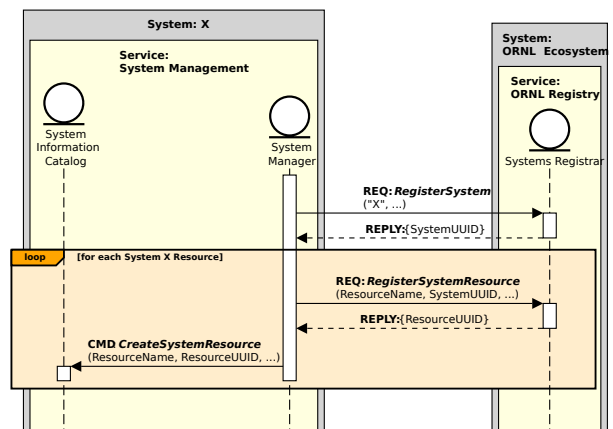 System: X
Service:
System Management
System:
ORNL Ecosystem
Service:
ORNL Registry
System
Information
Catalog
System
Manager
Systems Registrar
REQ: RegisterSystem
("X", ...)
REPLY:{SystemUUID}
loop
[for each System X Resource]
REQ: RegisterSystemResource
(ResourceName, SystemUUID, ...)
REPLY:{ResourceUUID}
CMD CreateSystemResource
(ResourceName, ResourceUUID, ...)